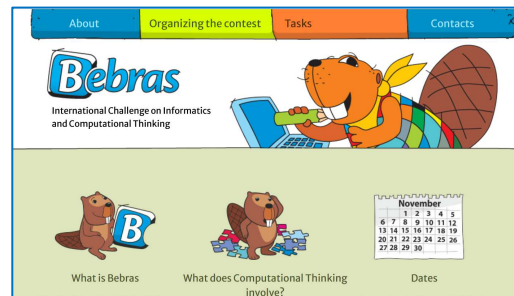 About Organizing the contest Tasks Contacts
Bebras
International Challenge on Informatics
and Computational Thinking
B
November
1 2 3 4 5
6 7 8 9 10 11 12
13 14 15 16 17 18 19
20 21 22 23 24 25 26
27 28 29 30
What is Bebras What does Computational Thinking Dates
involve?